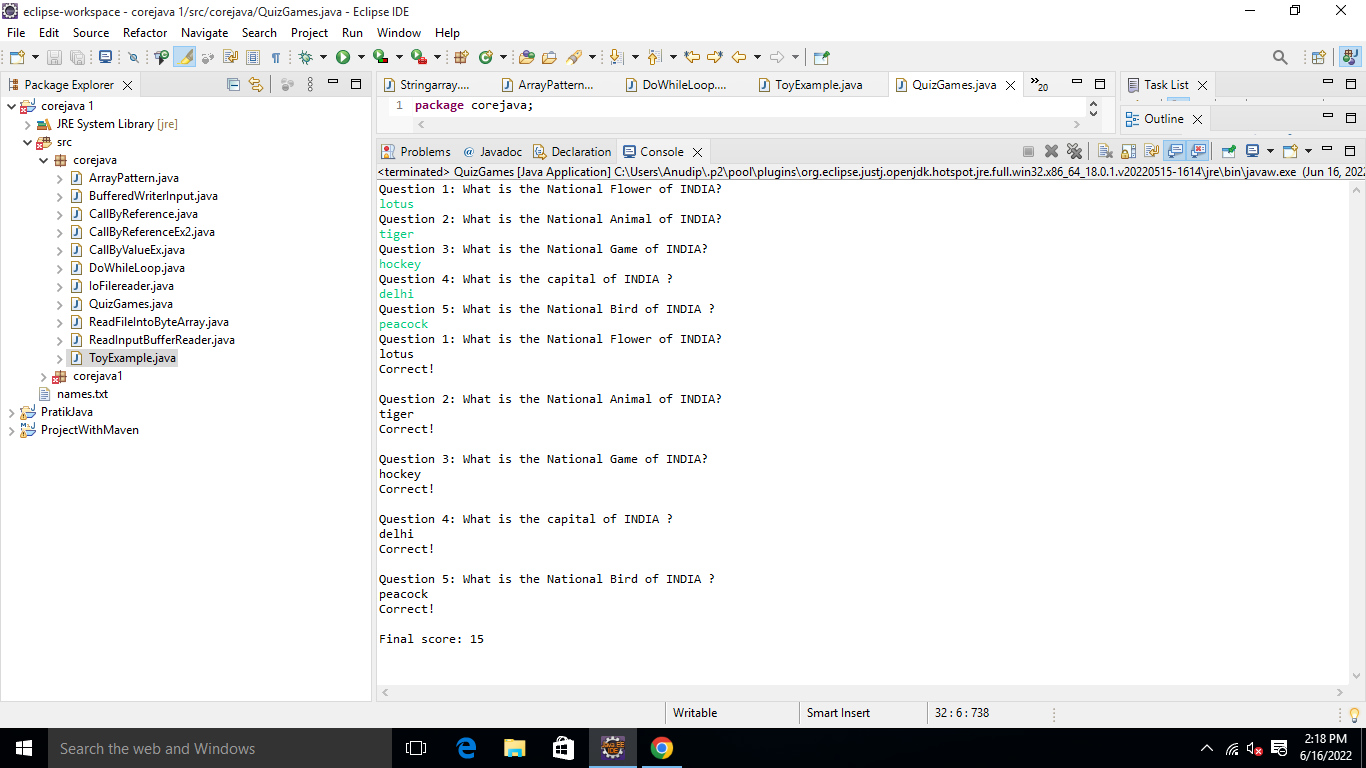 eclipse-workspace - corejava 1/src/corejava/QuizGames.java - Eclipse IDE
File Edit Source Refactor Navigate Search Project Run Window Help
Package Explorer
corejava 1
JRE System Library [jre]
src
corejava
ArrayPattern.java
BufferedWriterInput.java
CallByReference.java
CallByReferenceEx2.java
CallByValueEx.java
DoWhileLoop.java
IoFilereader.java
QuizGames.java
ReadFileIntoByteArray.java
ReadInputBufferReader.java
ToyExample.java
corejava1
names.txt
PratikJava
ProjectWithMaven
Stringarray.... ArrayPattern... DoWhileLoop.... ToyExample.java QuizGames.java »20
1 package corejava;
Task List
Outline
Problems @ Javadoc Declaration Console
<terminated> QuizGames [Java Application] C:\Users\Anudip\.p2\pool\plugins\org.eclipse.justj.openjdk.hotspot.jre.full.win32.x86_64_18.0.1.v20220515-1614\jre\bin\javaw.exe (Jun 16, 2022
Question 1: What is the National Flower of INDIA?
lotus
Question 2: What is the National Animal of INDIA?
tiger
Question 3: What is the National Game of INDIA?
hockey
Question 4: What is the capital of INDIA ?
delhi
Question 5: What is the National Bird of INDIA ?
peacock
Question 1: What is the National Flower of INDIA?
lotus
Correct!
Question 2: What is the National Animal of INDIA?
tiger
Correct!
Question 3: What is the National Game of INDIA?
hockey
Correct!
Question 4: What is the capital of INDIA ?
delhi
Correct!
Question 5: What is the National Bird of INDIA ?
peacock
Correct!
Final score: 15
Writable Smart Insert 32 : 6 : 738
Search the web and Windows
Java EE
IDE
2:18 PM
6/16/2022